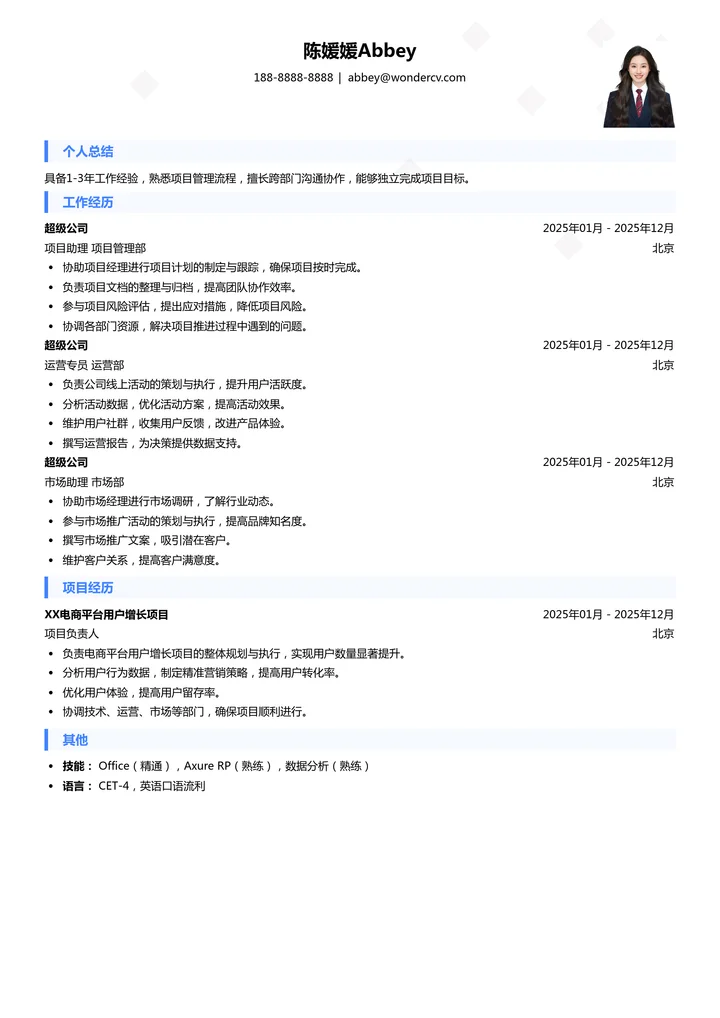 陈媛媛Abbey
188-8888-8888 | abbey@wondercv.com
个人总结
具备1-3年工作经验，熟悉项目管理流程，擅长跨部门沟通协作，能够独立完成项目目标。
工作经历
超级公司 2025年01月 - 2025年12月
项目助理 项目管理部 北京
• 协助项目经理进行项目计划的制定与跟踪，确保项目按时完成。
• 负责项目文档的整理与归档，提高团队协作效率。
• 参与项目风险评估，提出应对措施，降低项目风险。
• 协调各部门资源，解决项目推进过程中遇到的问题。
超级公司 2025年01月 - 2025年12月
运营专员 运营部 北京
• 负责公司线上活动的策划与执行，提升用户活跃度。
• 分析活动数据，优化活动方案，提高活动效果。
• 维护用户社群，收集用户反馈，改进产品体验。
• 撰写运营报告，为决策提供数据支持。
超级公司 2025年01月 - 2025年12月
市场助理 市场部 北京
• 协助市场经理进行市场调研，了解行业动态。
• 参与市场推广活动的策划与执行，提高品牌知名度。
• 撰写市场推广文案，吸引潜在客户。
• 维护客户关系，提高客户满意度。
项目经历
XX电商平台用户增长项目 2025年01月 - 2025年12月
项目负责人 北京
• 负责电商平台用户增长项目的整体规划与执行，实现用户数量显著提升。
• 分析用户行为数据，制定精准营销策略，提高用户转化率。
• 优化用户体验，提高用户留存率。
• 协调技术、运营、市场等部门，确保项目顺利进行。
其他
• 技能： Office（精通），Axure RP（熟练），数据分析（熟练）
• 语言： CET-4，英语口语流利